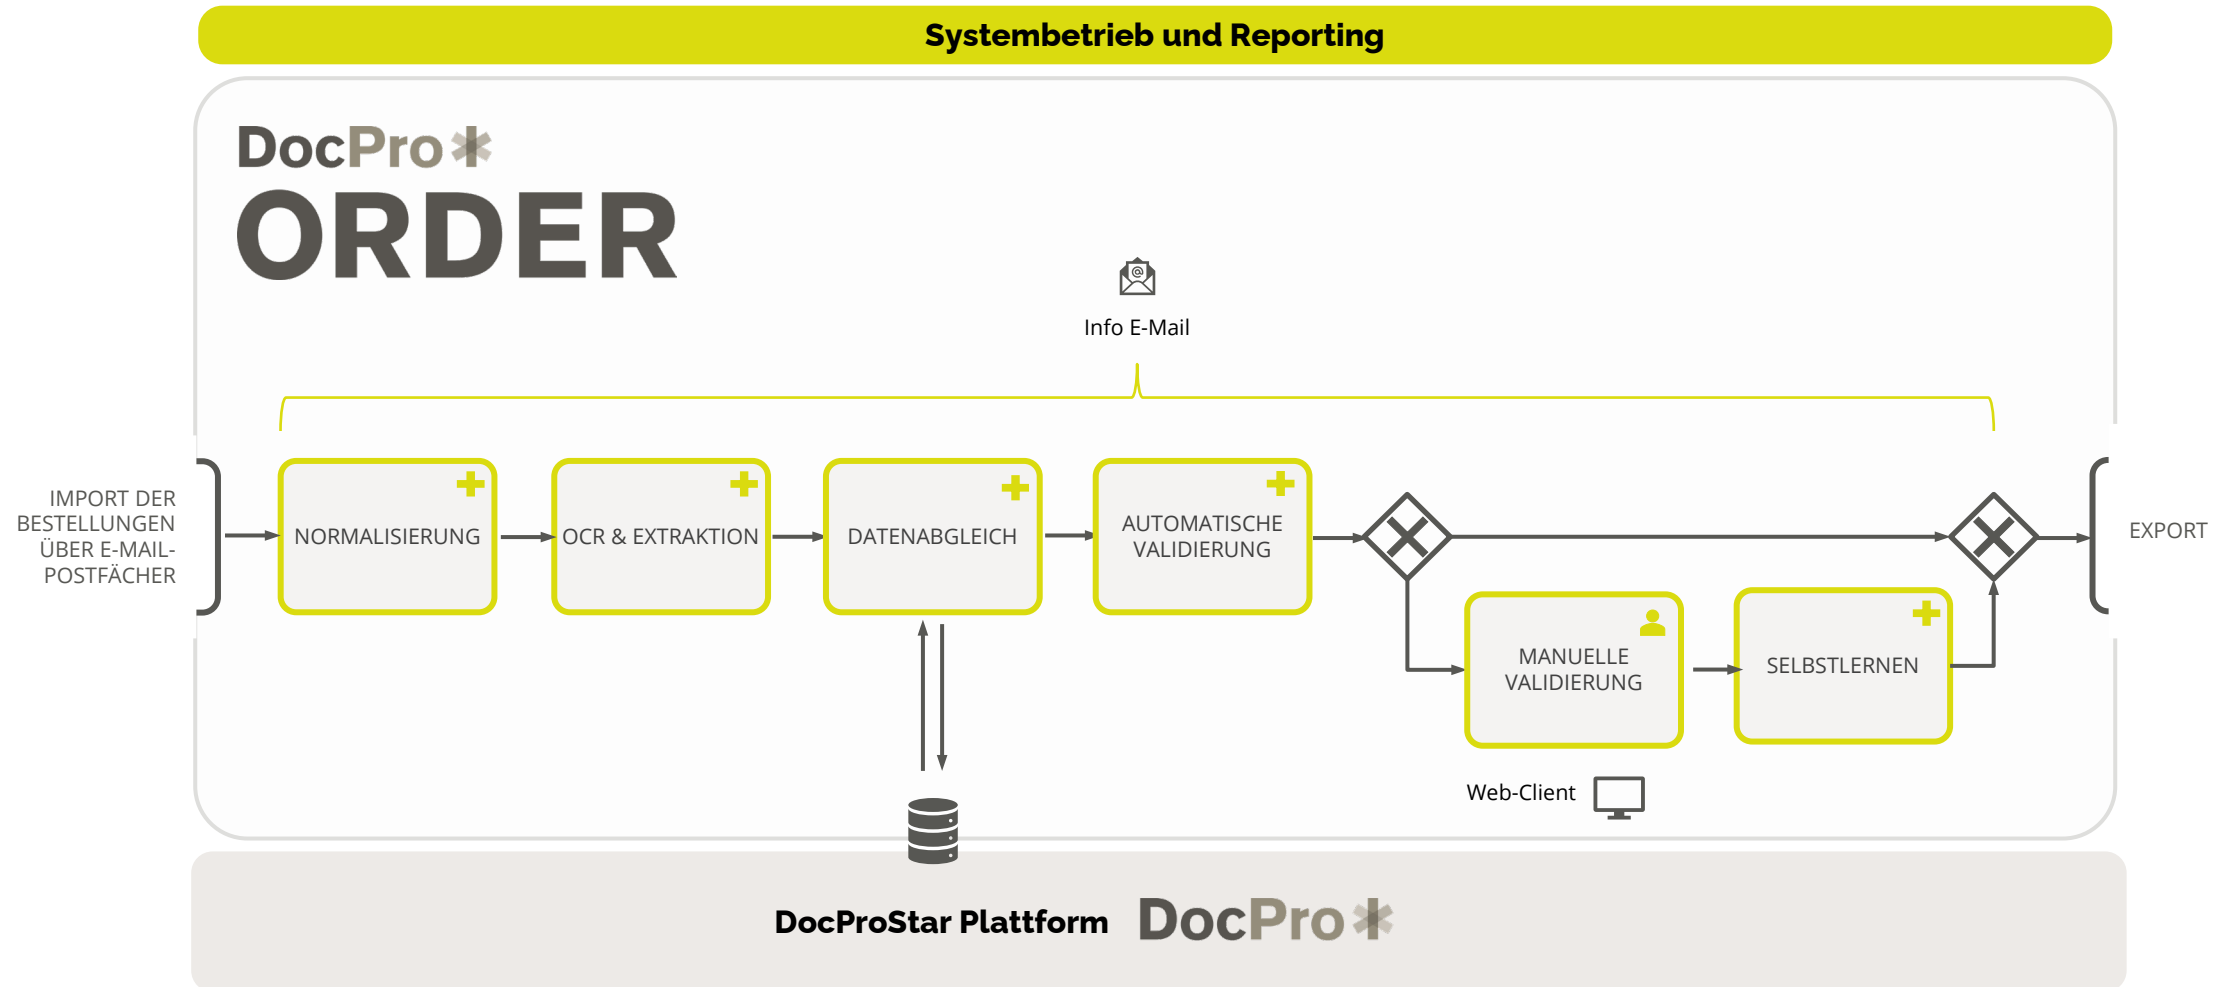 Systembetrieb und Reporting
DocPro*
ORDER
@
Info E-Mail
IMPORT DER
BESTELLUNGEN
ÜBER E-MAIL-
POSTFÄCHER
NORMALISIERUNG
OCR & EXTRAKTION
DATENABGLEICH
AUTOMATISCHE
VALIDIERUNG
EXPORT
MANUELLE
VALIDIERUNG
SELBSTLERNEN
Web-Client
DocProStar Plattform
DocPro*